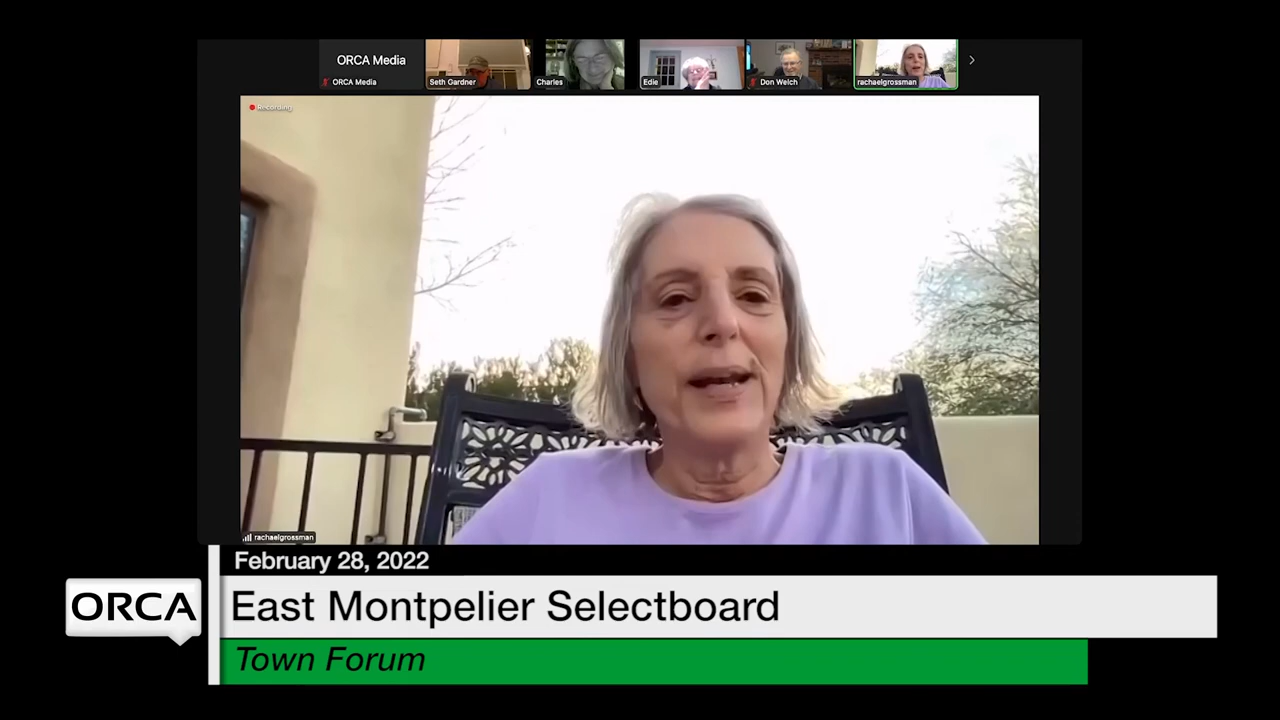 ORCA Media
ORCA Media
Seth Gardner
Charles
Edie
Don Welch
rachaelgrossman
Recording
rachaelgrossman
February 28, 2022
ORCA
East Montpelier Selectboard
Town Forum